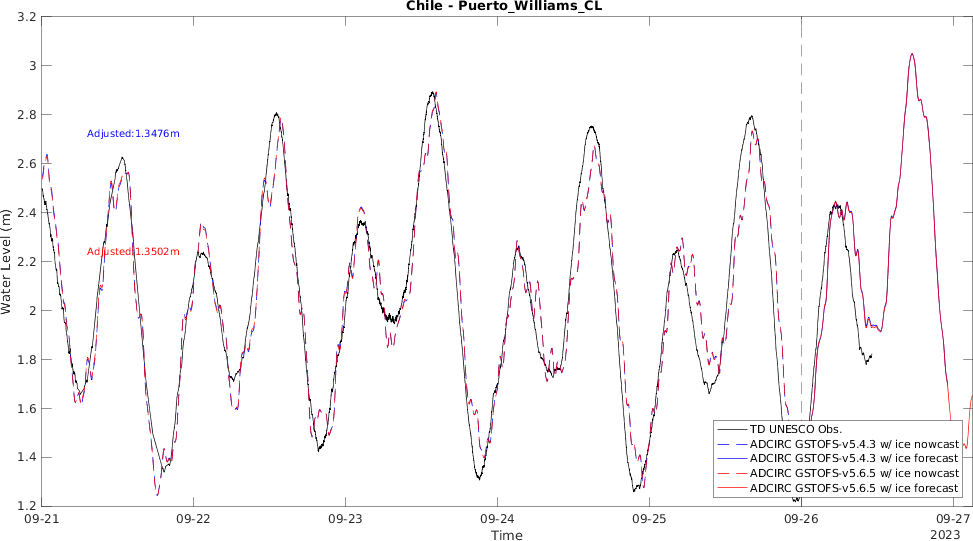 Chile - Puerto_Williams_CL
3.2
3
2.8
2.6
2.4
2.2
2
1.8
1.6
1.4
1.2
Water Level (m)
Adjusted:1.3476m
Adjusted:1.3502m
TD UNESCO Obs.
ADCIRC GSTOFS-v5.4.3 w/ ice nowcast
ADCIRC GSTOFS-v5.4.3 w/ ice forecast
ADCIRC GSTOFS-v5.6.5 w/ ice nowcast
ADCIRC GSTOFS-v5.6.5 w/ ice forecast
09-21 09-22 09-23 09-24 09-25 09-26 09-27
Time
2023